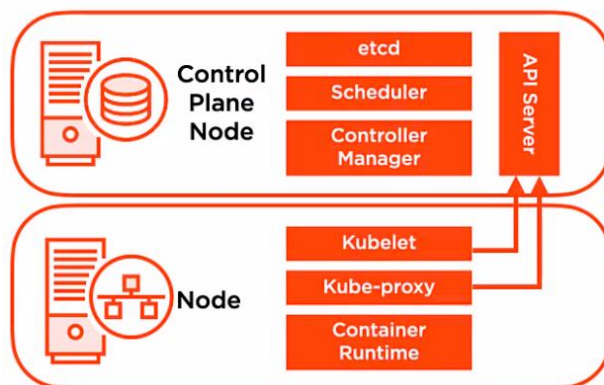 Control
Plane
Node
etcd
Scheduler
Controller
Manager
API Server
Node
Kubelet
Kube-proxy
Container
Runtime